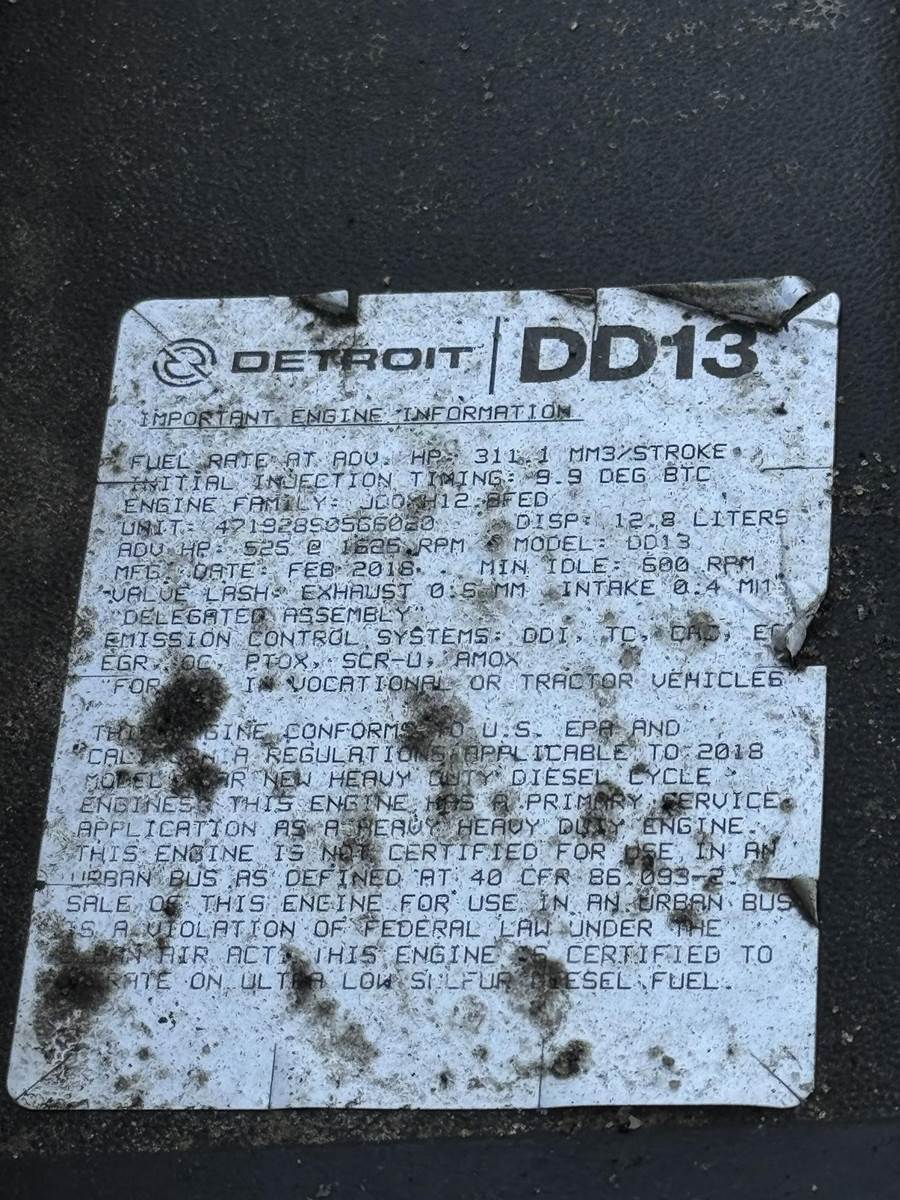 DETROIT DD13
IMPORTANT ENGINE INFORMATION
FUEL RATE AT ADV. HP: 311.1 MM3/STROKE
INITIAL INJECTION TIMING: 9.9 DEG BTC
ENGINE FAMILY:
UNIT: DISP: 12.8 LITERS
ADV HP: 525 @ 1625 RPM MODEL: DD13
MFG. DATE: FEB 2018 MIN IDLE: 600 RPM
VALVE LASH: EXHAUST MM INTAKE 0.4 MM
"DELEGATED ASSEMBLY"
EMISSION CONTROL SYSTEMS: DDI, TC, CAC,
EGR, OC, PTOX, SCR-U, AMOX
"FOR IN VOCATIONAL OR TRACTOR VEHICLES"
CONFORMS TO U.S. EPA AND
REGULATIONS APPLICABLE TO 2018
MODEL NEW HEAVY DUTY DIESEL CYCLE
ENGINES. THIS ENGINE HAS A PRIMARY SERVICE
APPLICATION AS A HEAVY HEAVY DUTY ENGINE.
THIS ENGINE IS NOT CERTIFIED FOR USE IN AN
URBAN BUS AS DEFINED AT 40 CFR 86.093-2.
SALE OF THIS ENGINE FOR USE IN AN URBAN BUS
IS A VIOLATION OF FEDERAL LAW UNDER THE
AIR ACT. THIS ENGINE IS CERTIFIED TO
ON ULTRA LOW SULFUR DIESEL FUEL.